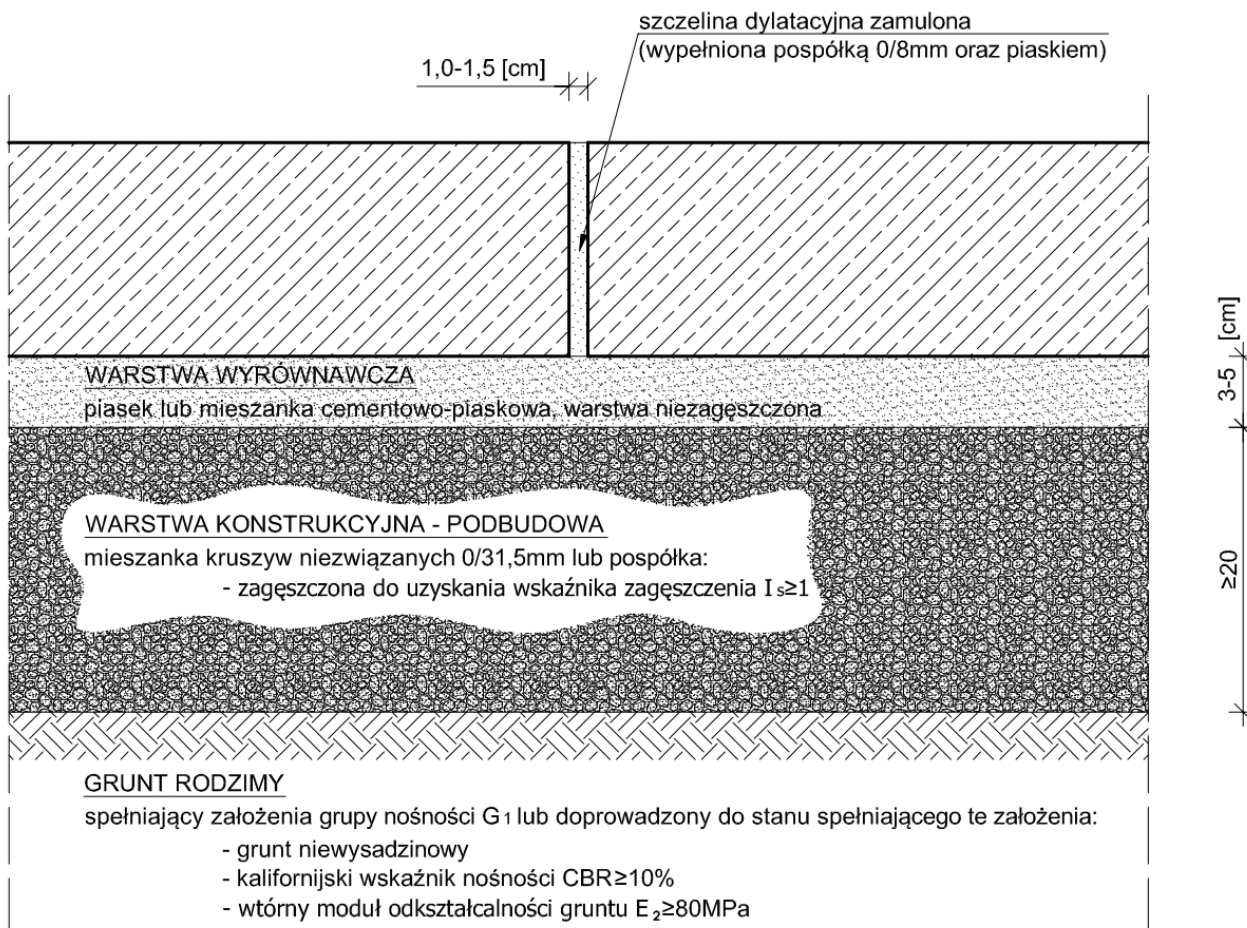 szczelina dylatacyjna zamulona
(wypełniona pospółką 0/8mm oraz piaskiem)
1,0-1,5 [cm]
[cm]
WARSTWA WYRÓWNAWCZA
piasek lub mieszanka cementowo-piaskowa, warstwa niezagęszczona
3-5
WARSTWA KONSTRUKCYJNA - PODBUDOWA
mieszanka kruszyw niezwiązanych 0/31,5mm lub pospółka:
- zagęszczona do uzyskania wskaźnika zagęszczenia Is≥1
≥20
GRUNT RODZIMY
spełniający założenia grupy nośności G1 lub doprowadzony do stanu spełniającego te założenia:
- grunt niewysadzinowy
- kalifornijski wskaźnik nośności CBR≥10%
- wtórny moduł odkształcalności gruntu E2≥80MPa